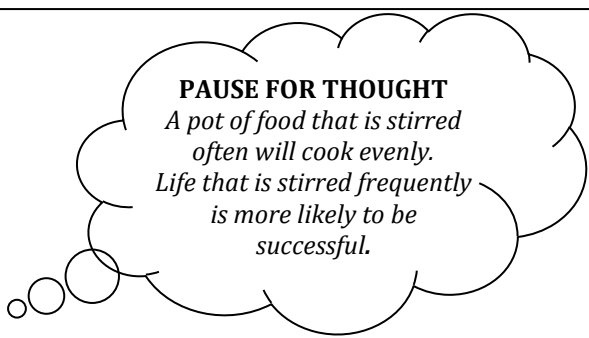 PAUSE FOR THOUGHT
A pot of food that is stirred
often will cook evenly.
Life that is stirred frequently
is more likely to be
successful.